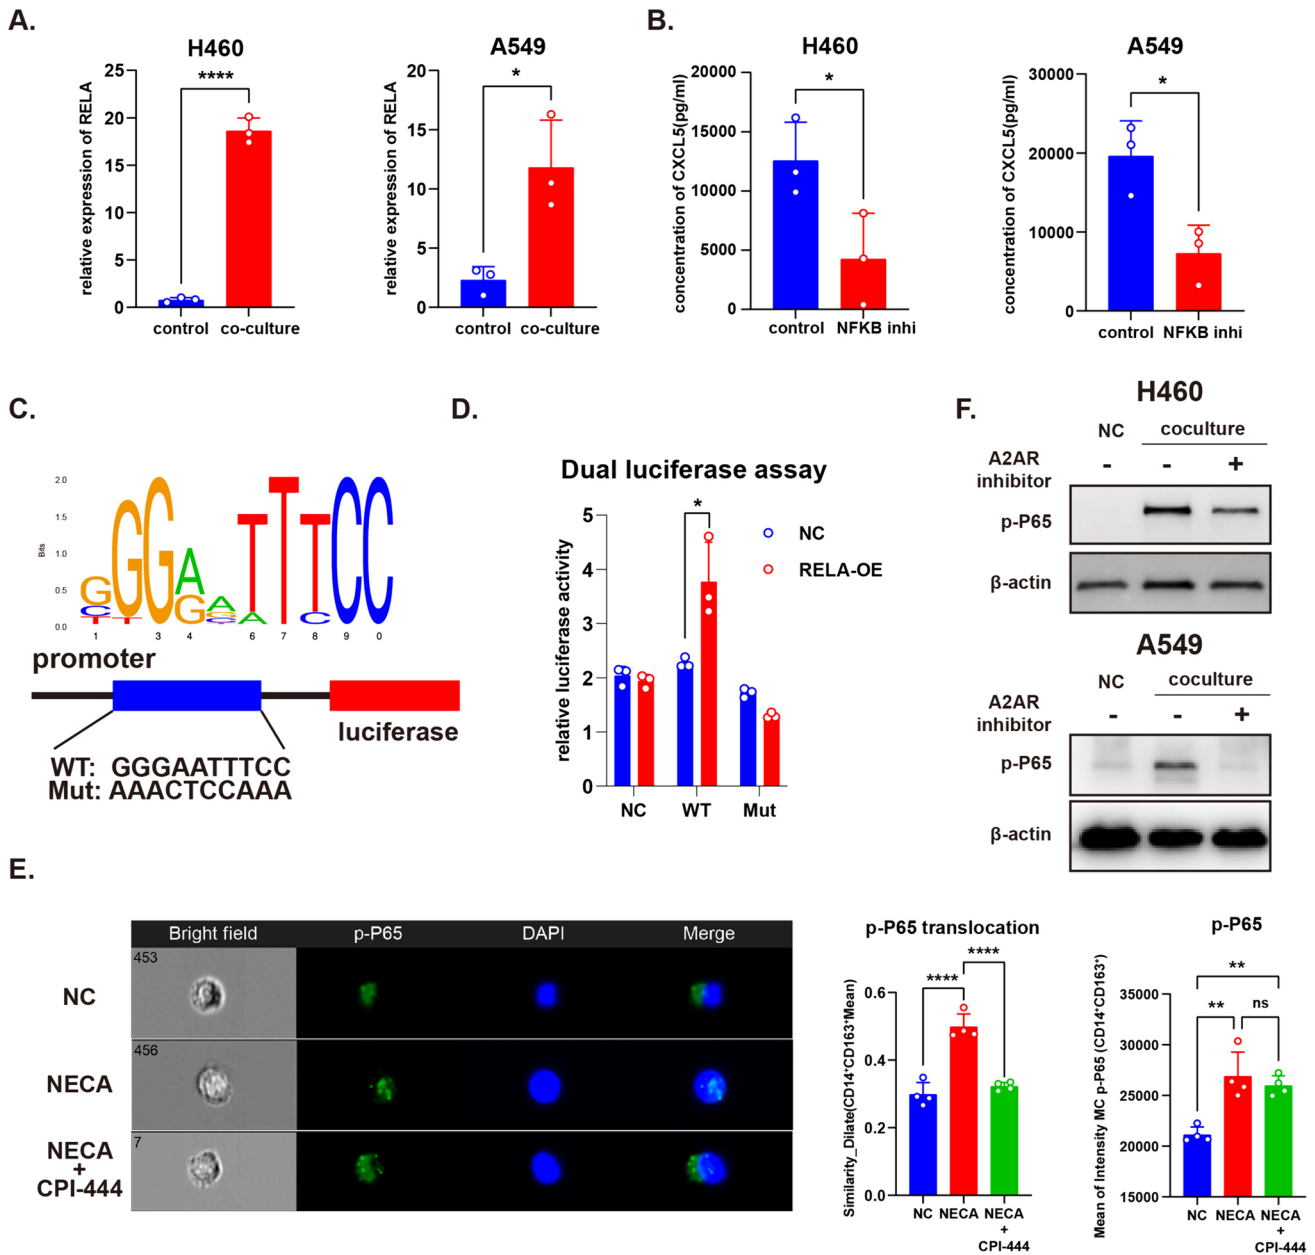 A.
H460
relative expression of RELA
25
20
15
10
5
0
****
control
co-culture
A549
relative expression of RELA
20
15
10
5
0
*
control
co-culture
B.
H460
concentration of CXCL5(pg/ml)
20000
15000
10000
5000
0
*
control
NFKB inhi
A549
concentration of CXCL5(pg/ml)
30000
20000
10000
0
*
control
NFKB inhi
C.
Bits
2.0
1.5
1.0
0.5
0.0
1 3 4 6 7 8 9 0
promoter
luciferase
WT: GGGAATTTCC
Mut: AAACTCCAAA
D.
Dual luciferase assay
relative luciferase activity
5
4
3
2
1
0
*
NC
RELA-OE
NC
WT
Mut
F.
H460
NC coculture
A2AR inhibitor - - +
p-P65
β-actin
A549
NC coculture
A2AR inhibitor - - +
p-P65
β-actin
E.
Bright field p-P65 DAPI Merge
453
NC
456
NECA
7
NECA
+
CPI-444
p-P65 translocation
Similarity_Dilate(CD14⁺CD163⁺Mean)
0.6
0.4
0.2
0.0
****
****
NC NECA NECA
+
CPI-444
p-P65
Mean of Intensity MC p-P65 (CD14⁺CD163⁺)
35000
30000
25000
20000
15000
**
** ns
NC NECA NECA
+
CPI-444